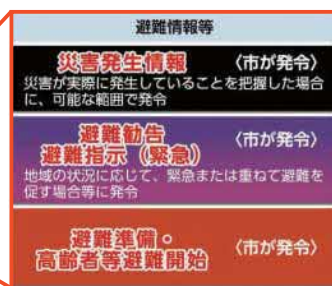 避難情報等
災害発生情報 〈市が発令〉
災害が実際に発生していることを把握した場合
に、可能な範囲で発令
避難勧告
避難指示（緊急） 〈市が発令〉
地域の状況に応じて、緊急または重ねて避難を
促す場合等に発令
避難準備・
高齢者等避難開始 〈市が発令〉